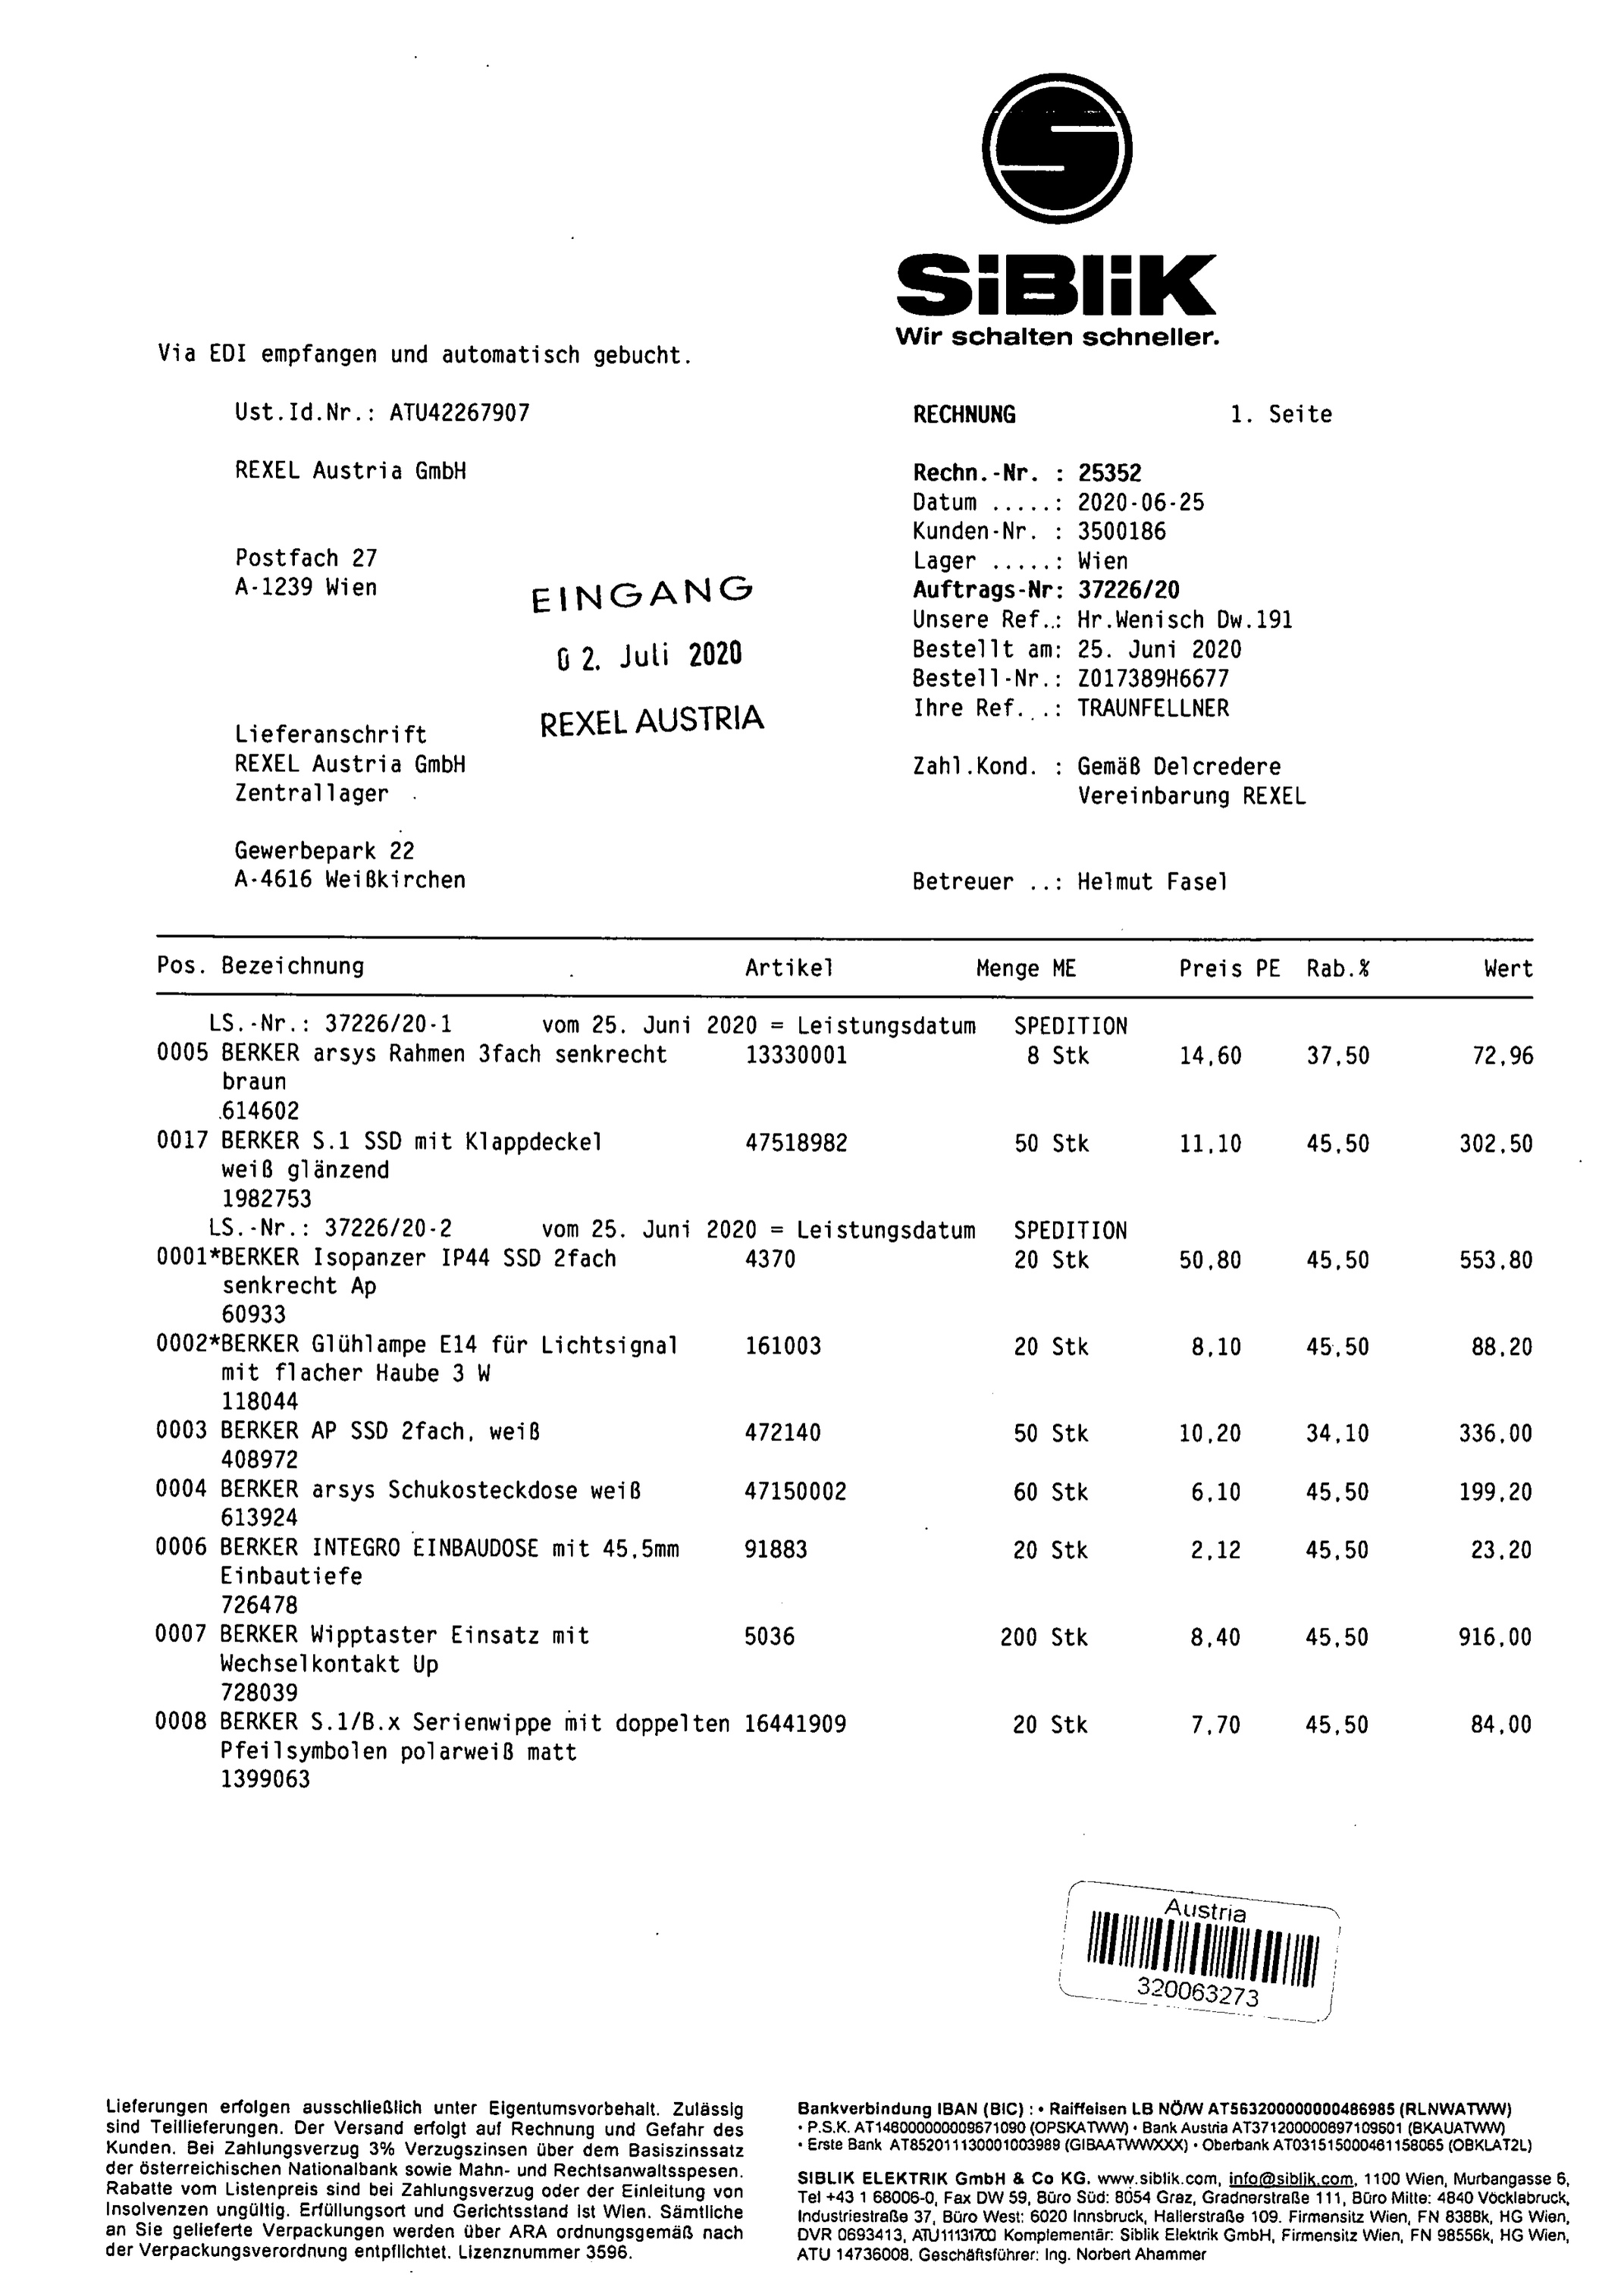 SiBliK
Wir schalten schneller.
Via EDI empfangen und automatisch gebucht.
Ust.Id.Nr.: ATU42267907
RECHNUNG 1. Seite
REXEL Austria GmbH
Rechn.-Nr. : 25352
Datum .....: 2020-06-25
Kunden-Nr. : 3500186
Postfach 27
Lager .....: Wien
A-1239 Wien
EINGANG
Auftrags-Nr: 37226/20
Unsere Ref.: Hr.Wenisch Dw.191
02. Juli 2020
Bestellt am: 25. Juni 2020
Bestell-Nr.: Z017389H6677
REXEL AUSTRIA
Ihre Ref...: TRAUNFELLNER
Lieferanschrift
REXEL Austria GmbH
Zahl.Kond. : Gemäß Delcredere
Zentrallager
Vereinbarung REXEL
Gewerbepark 22
A-4616 Weißkirchen
Betreuer ..: Helmut Fasel
Pos. Bezeichnung Artikel Menge ME Preis PE Rab.% Wert
LS.-Nr.: 37226/20-1 vom 25. Juni 2020 = Leistungsdatum SPEDITION
0005 BERKER arsys Rahmen 3fach senkrecht 13330001 8 Stk 14,60 37,50 72,96
braun
614602
0017 BERKER S.1 SSD mit Klappdeckel 47518982 50 Stk 11,10 45,50 302,50
weiß glänzend
1982753
LS.-Nr.: 37226/20-2 vom 25. Juni 2020 = Leistungsdatum SPEDITION
0001*BERKER Isopanzer IP44 SSD 2fach 4370 20 Stk 50,80 45,50 553,80
senkrecht Ap
60933
0002*BERKER Glühlampe E14 für Lichtsignal 161003 20 Stk 8,10 45,50 88,20
mit flacher Haube 3 W
118044
0003 BERKER AP SSD 2fach, weiß 472140 50 Stk 10,20 34,10 336,00
408972
0004 BERKER arsys Schukosteckdose weiß 47150002 60 Stk 6,10 45,50 199,20
613924
0006 BERKER INTEGRO EINBAUDOSE mit 45,5mm 91883 20 Stk 2,12 45,50 23,20
Einbautiefe
726478
0007 BERKER Wipptaster Einsatz mit 5036 200 Stk 8,40 45,50 916,00
Wechselkontakt Up
728039
0008 BERKER S.1/B.x Serienwippe mit doppelten 16441909 20 Stk 7,70 45,50 84,00
Pfeilsymbolen polarweiß matt
1399063
Austria
320063273
Lieferungen erfolgen ausschließlich unter Eigentumsvorbehalt. Zulässig
sind Teillieferungen. Der Versand erfolgt auf Rechnung und Gefahr des
Kunden. Bei Zahlungsverzug 3% Verzugszinsen über dem Basiszinssatz
der österreichischen Nationalbank sowie Mahn- und Rechtsanwaltsspesen.
Rabatte vom Listenpreis sind bei Zahlungsverzug oder der Einleitung von
Insolvenzen ungültig. Erfüllungsort und Gerichtsstand ist Wien. Sämtliche
an Sie gelieferte Verpackungen werden über ARA ordnungsgemäß nach
der Verpackungsverordnung entpflichtet. Lizenznummer 3596.
Bankverbindung IBAN (BIC) : • Raiffeisen LB NÖ/W AT563200000000486985 (RLNWATWW)
• P.S.K. AT146000000009671090 (OPSKATWW) • Bank Austria AT371200000697109601 (BKAUATWW)
• Erste Bank AT852011130001003989 (GIBAATWWXXX) • Oberbank AT031515000461158065 (OBKLAT2L)
SIBLIK ELEKTRIK GmbH & Co KG. www.siblik.com, info@siblik.com, 1100 Wien, Murbangasse 6,
Tel +43 1 68006-0, Fax DW 59, Büro Süd: 8054 Graz, Gradnerstraße 111, Büro Mitte: 4840 Vöcklabruck,
Industriestraße 37, Büro West: 6020 Innsbruck, Hallerstraße 109. Firmensitz Wien, FN 8388k, HG Wien,
DVR 0693413, ATU11131700 Komplementär: Siblik Elektrik GmbH, Firmensitz Wien, FN 98556k, HG Wien,
ATU 14736008. Geschäftsführer: Ing. Norbert Ahammer